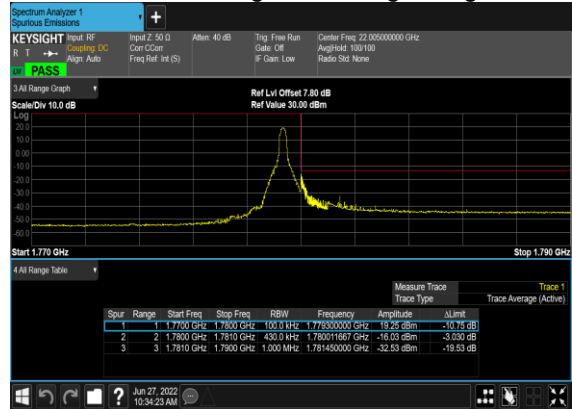 Spectrum Analyzer 1
Spurious Emissions
KEYSIGHT Input: RF Input Z: 50 Ω Atten: 40 dB Trig: Free Run Center Freq: 22.005000000 GHz
R T Coupling: DC Corr CCorr Gate: Off Avg|Hold: 100/100
Align: Auto Freq Ref: Int (S) IF Gain: Low Radio Std: None
PASS
3 All Range Graph
Ref Lvl Offset 7.80 dB
Scale/Div 10.0 dB Ref Value 30.00 dBm
Log
20.0
10.0
0.00
-10.0
-20.0
-30.0
-40.0
-50.0
-60.0
Start 1.770 GHz Stop 1.790 GHz
4 All Range Table
Measure Trace Trace 1
Trace Type Trace Average (Active)
Spur Range Start Freq Stop Freq RBW Frequency Amplitude ΔLimit
1 1 1.7700 GHz 1.7800 GHz 100.0 kHz 1.779300000 GHz 19.25 dBm -10.75 dB
2 2 1.7800 GHz 1.7810 GHz 430.0 kHz 1.780011667 GHz -16.03 dBm -3.030 dB
3 3 1.7810 GHz 1.7900 GHz 1.000 MHz 1.781450000 GHz -32.53 dBm -19.53 dB
Jun 27, 2022
10:34:23 AM